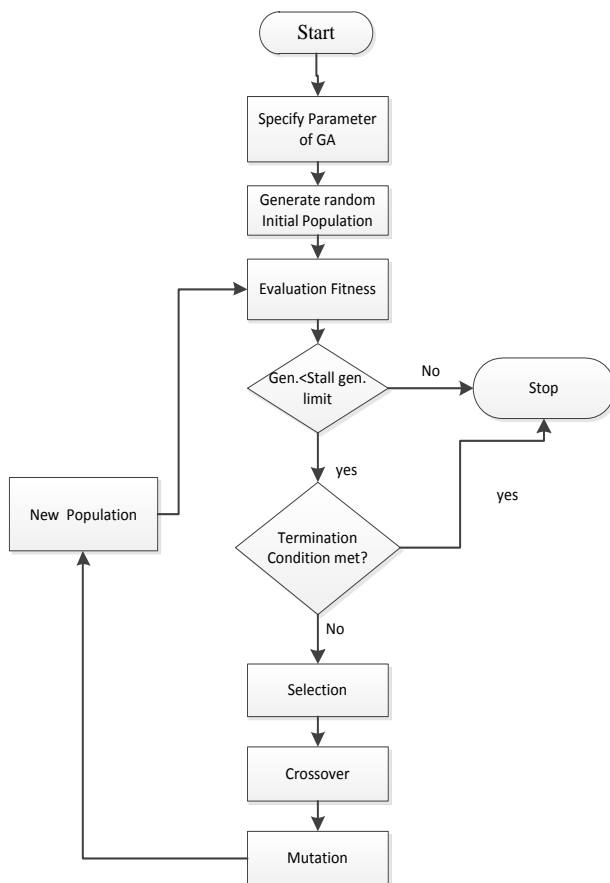 Start
Specify Parameter
of GA
Generate random
Initial Population
Evaluation Fitness
Gen.<Stall gen.
limit
No
Stop
yes
yes
New Population
Termination
Condition met?
No
Selection
Crossover
Mutation